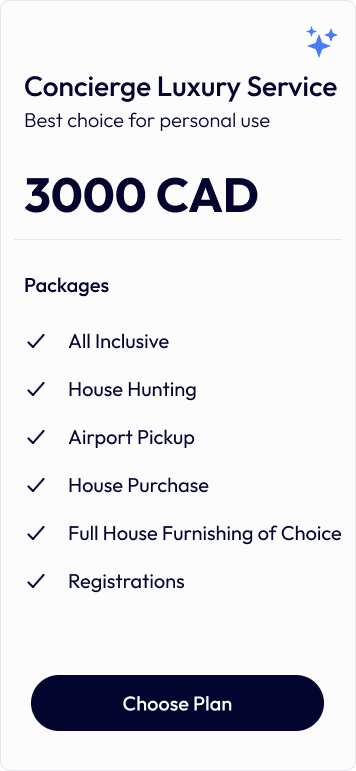 Concierge Luxury Service
Best choice for personal use
3000 CAD
Packages
All Inclusive
House Hunting
Airport Pickup
House Purchase
Full House Furnishing of Choice
Registrations
Choose Plan